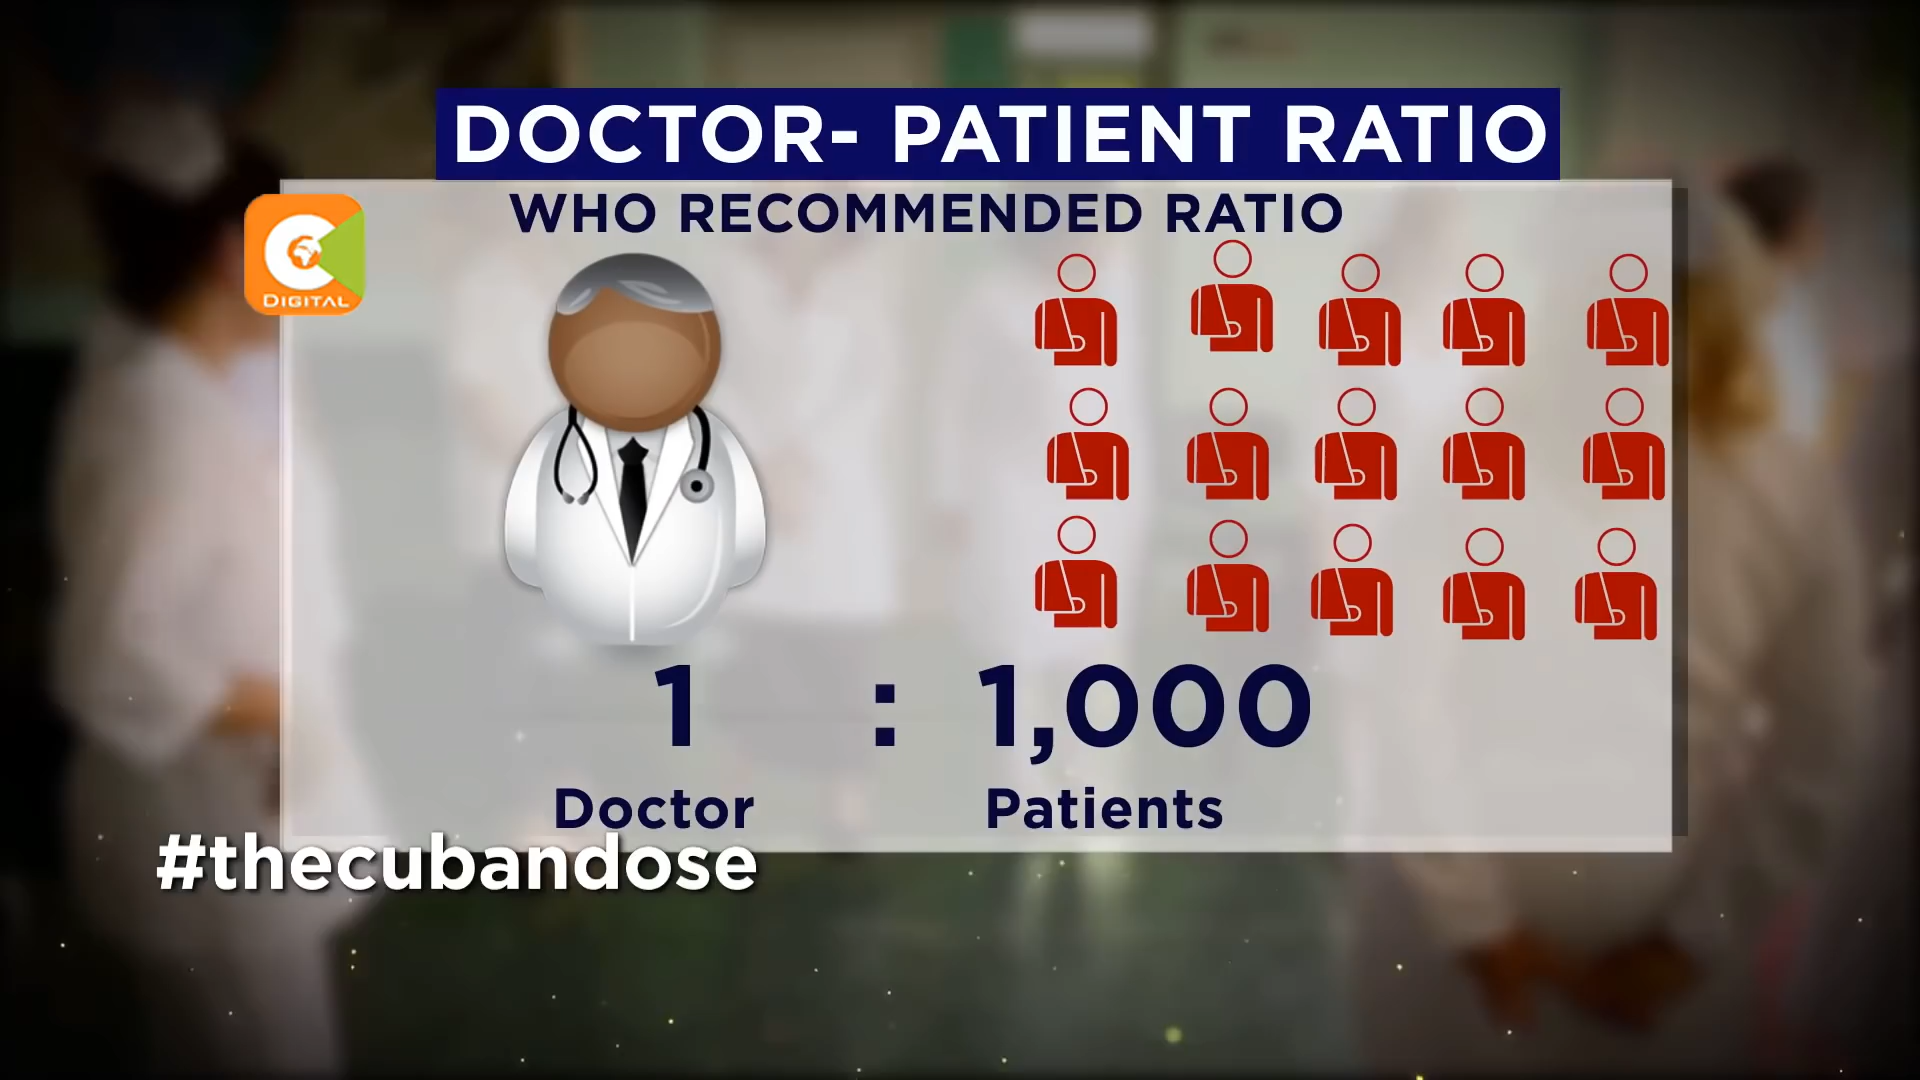 DOCTOR- PATIENT RATIO
WHO RECOMMENDED RATIO
DIGITAL
1 : 1,000
Doctor Patients
#thecubandose